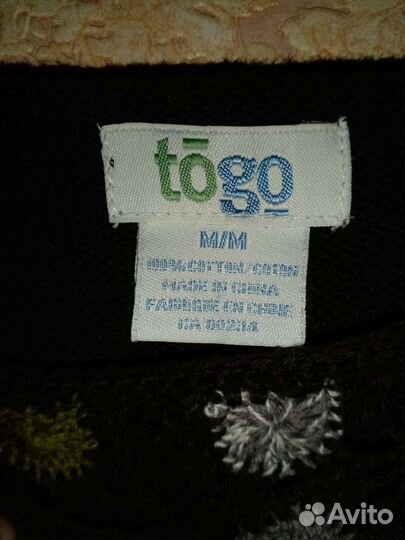 tōgo
M/M
100% COTTON/COTON
MADE IN CHINA
FABRIQUE EN CHINE
CA 00214
Avito